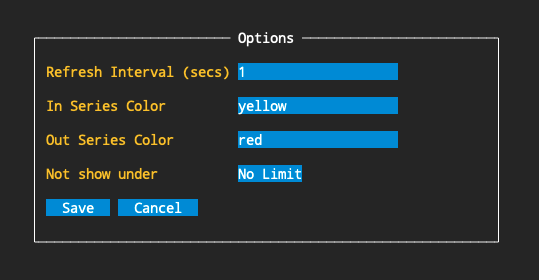 Options
Refresh Interval (secs) 1
In Series Color yellow
Out Series Color red
Not show under No Limit
Save Cancel